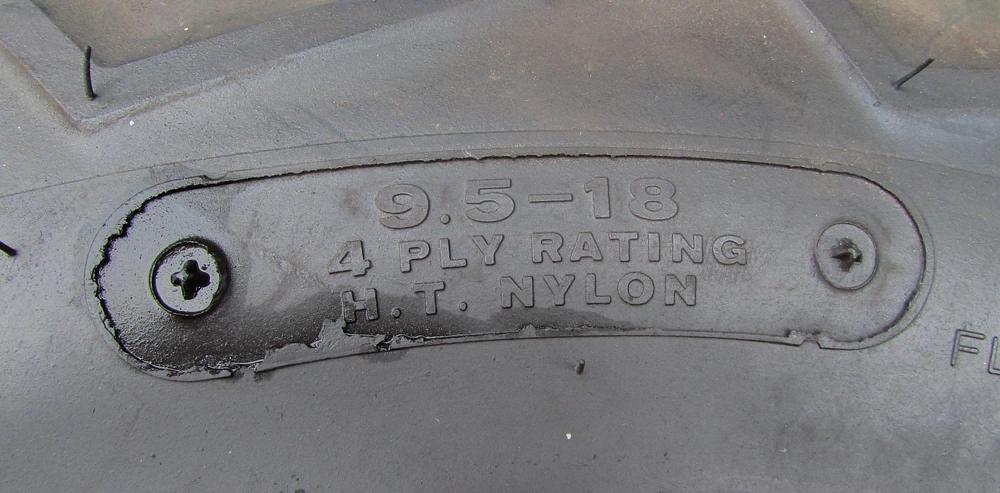 9.5-18
4 PLY RATING
H.T. NYLON